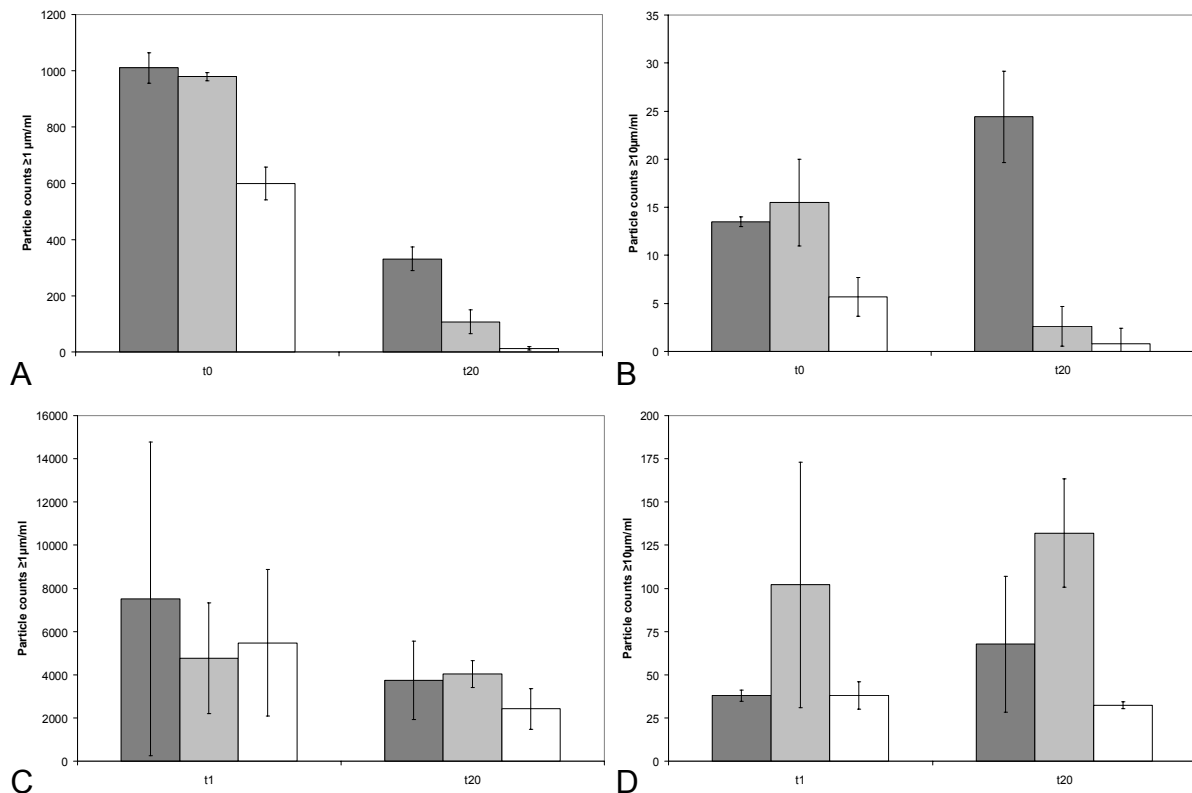 1200
1000
800
600
400
200
0
Particle counts ≥1 µm/ml
t0
t20
A
35
30
25
20
15
10
5
0
Particle counts ≥10µm/ml
t0
t20
B
16000
14000
12000
10000
8000
6000
4000
2000
0
Particle counts ≥1µm/ml
t1
t20
C
200
175
150
125
100
75
50
25
0
Particle counts ≥10µm/ml
t1
t20
D